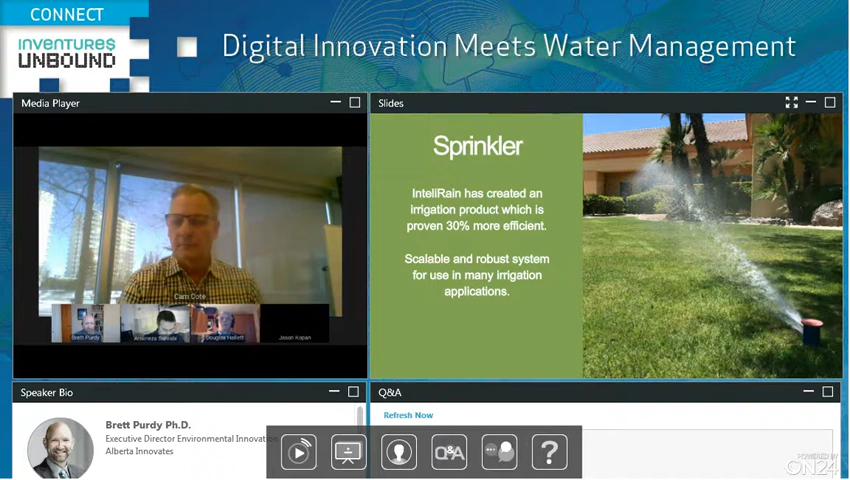 CONNECT
INVENTURES
UNBOUND
Digital Innovation Meets Water Management
Media Player
Slides
Sprinkler
InteliRain has created an
irrigation product which is
proven 30% more efficient.
Scalable and robust system
for use in many irrigation
applications.
Cam Cote
Brett Purdy
Douglas Hallett
Jason Kopan
Speaker Bio
Q&A
Brett Purdy Ph.D.
Executive Director Environmental Innovation
Alberta Innovates
Refresh Now
Q&A
?
POWERED BY
ON24